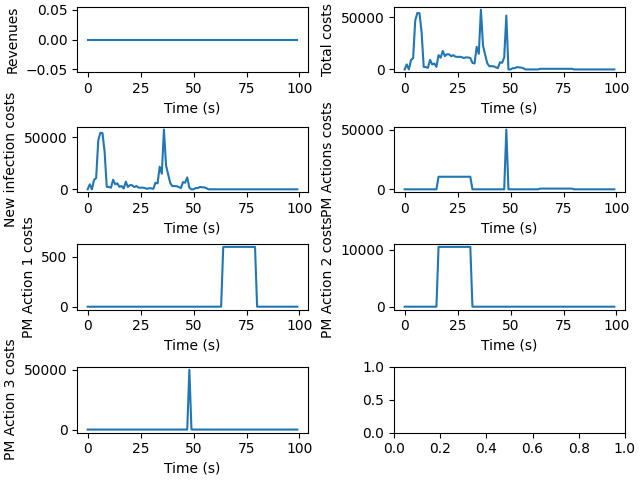 Revenues
0.05
0.00
−0.05
0 25 50 75 100
Time (s)
Total costs
50000
0
0 25 50 75 100
Time (s)
New infection costs
50000
0
0 25 50 75 100
Time (s)
PM Actions costs
50000
0
0 25 50 75 100
Time (s)
PM Action 1 costs
500
0
0 25 50 75 100
Time (s)
PM Action 2 costs
10000
0
0 25 50 75 100
Time (s)
PM Action 3 costs
50000
0
0 25 50 75 100
Time (s)
1.0
0.5
0.0
0.0 0.2 0.4 0.6 0.8 1.0